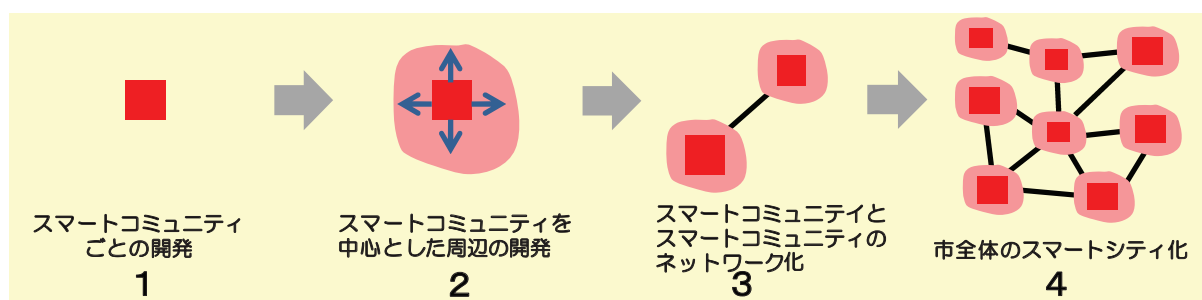 スマートコミュニティ
ごとの開発
1
スマートコミュニティを
中心とした周辺の開発
2
スマートコミュニテイと
スマートコミュニティの
ネットワーク化
3
市全体のスマートシティ化
4